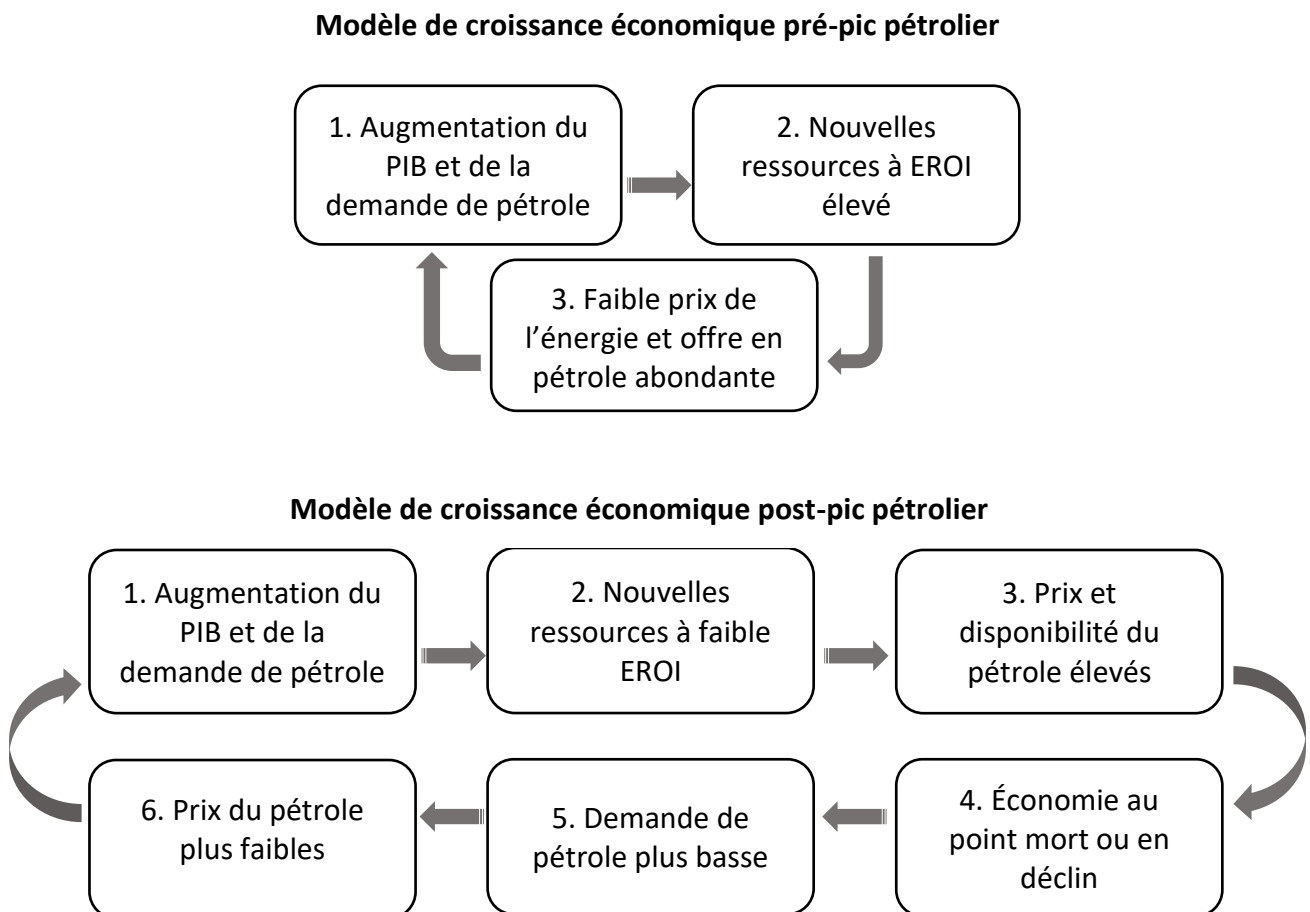 Modèle de croissance économique pré-pic pétrolier
1. Augmentation du
PIB et de la
demande de pétrole
2. Nouvelles
ressources à EROI
élevé
3. Faible prix de
l’énergie et offre en
pétrole abondante
Modèle de croissance économique post-pic pétrolier
1. Augmentation du
PIB et de la
demande de pétrole
2. Nouvelles
ressources à faible
EROI
3. Prix et
disponibilité du
pétrole élevés
4. Économie au
point mort ou en
déclin
5. Demande de
pétrole plus basse
6. Prix du pétrole
plus faibles